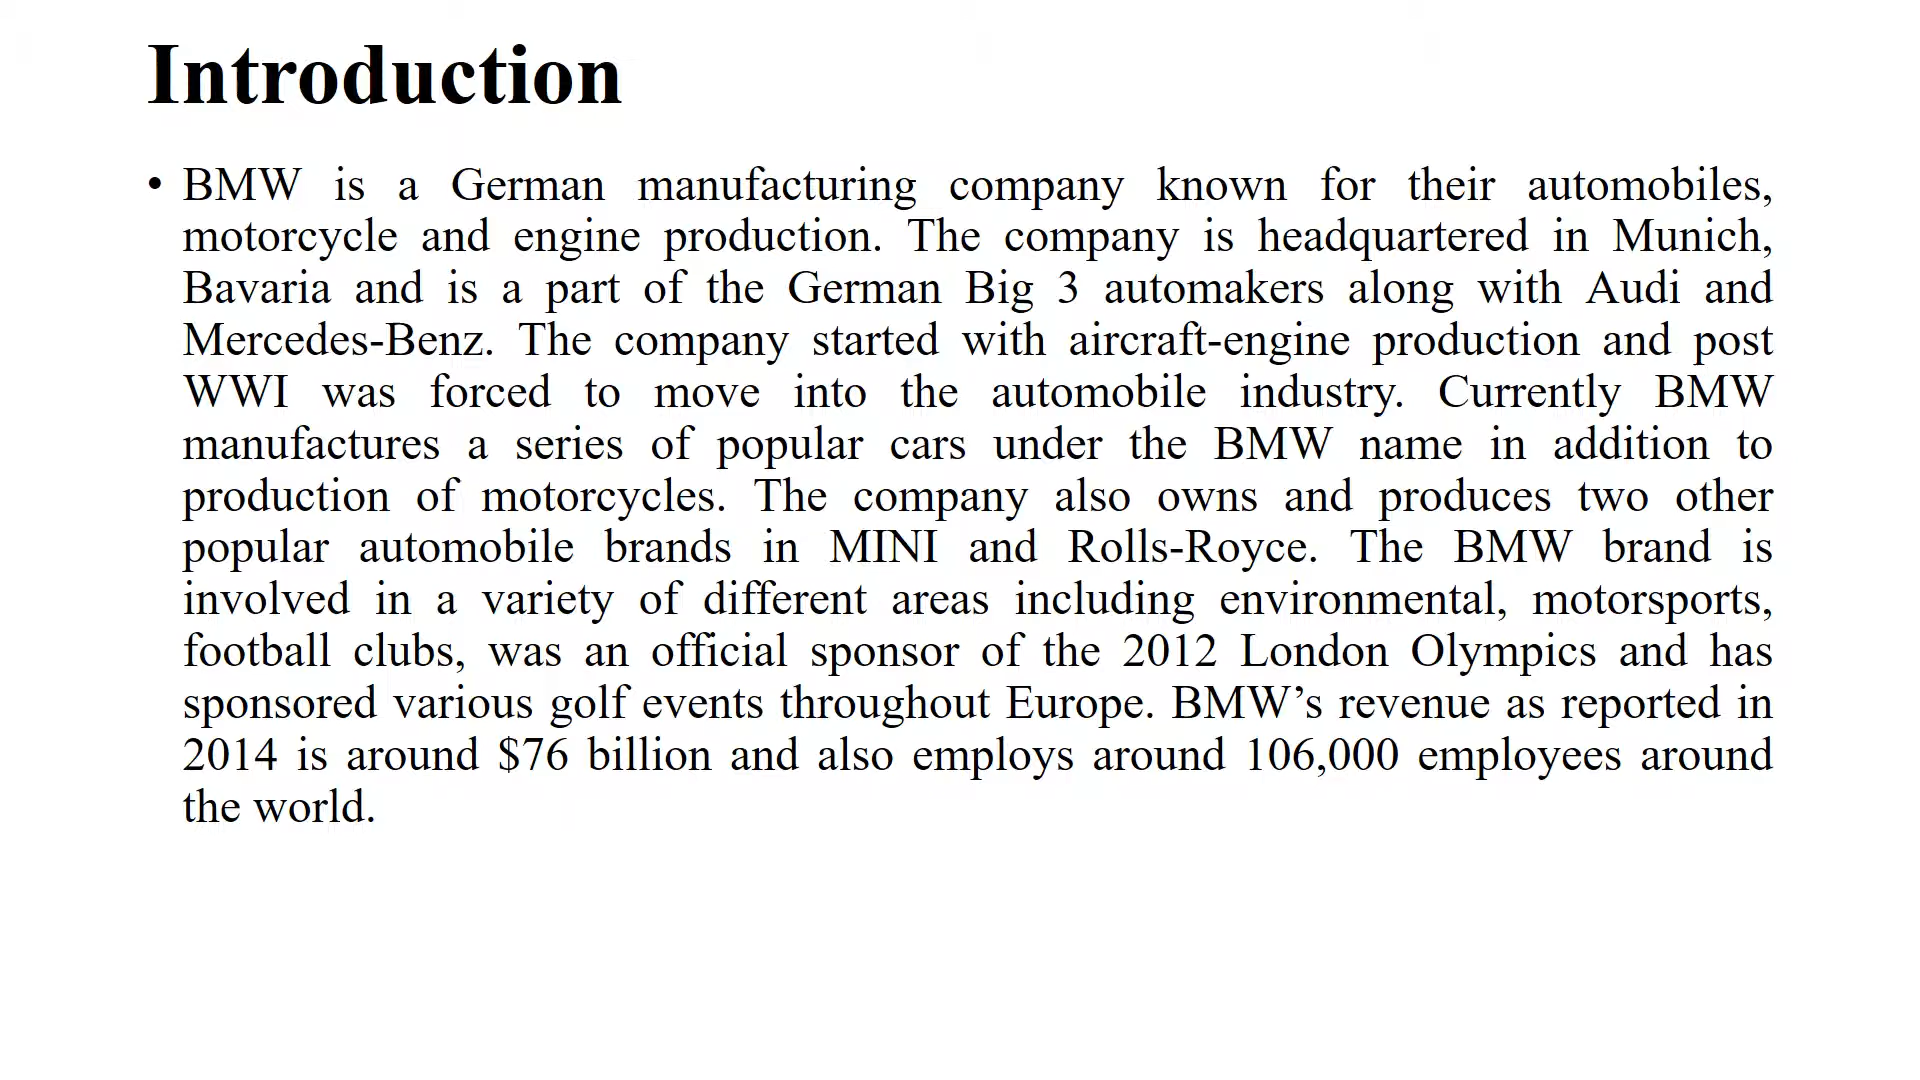 Introduction
• BMW is a German manufacturing company known for their automobiles,
motorcycle and engine production. The company is headquartered in Munich,
Bavaria and is a part of the German Big 3 automakers along with Audi and
Mercedes-Benz. The company started with aircraft-engine production and post
WWI was forced to move into the automobile industry. Currently BMW
manufactures a series of popular cars under the BMW name in addition to
production of motorcycles. The company also owns and produces two other
popular automobile brands in MINI and Rolls-Royce. The BMW brand is
involved in a variety of different areas including environmental, motorsports,
football clubs, was an official sponsor of the 2012 London Olympics and has
sponsored various golf events throughout Europe. BMW’s revenue as reported in
2014 is around $76 billion and also employs around 106,000 employees around
the world.